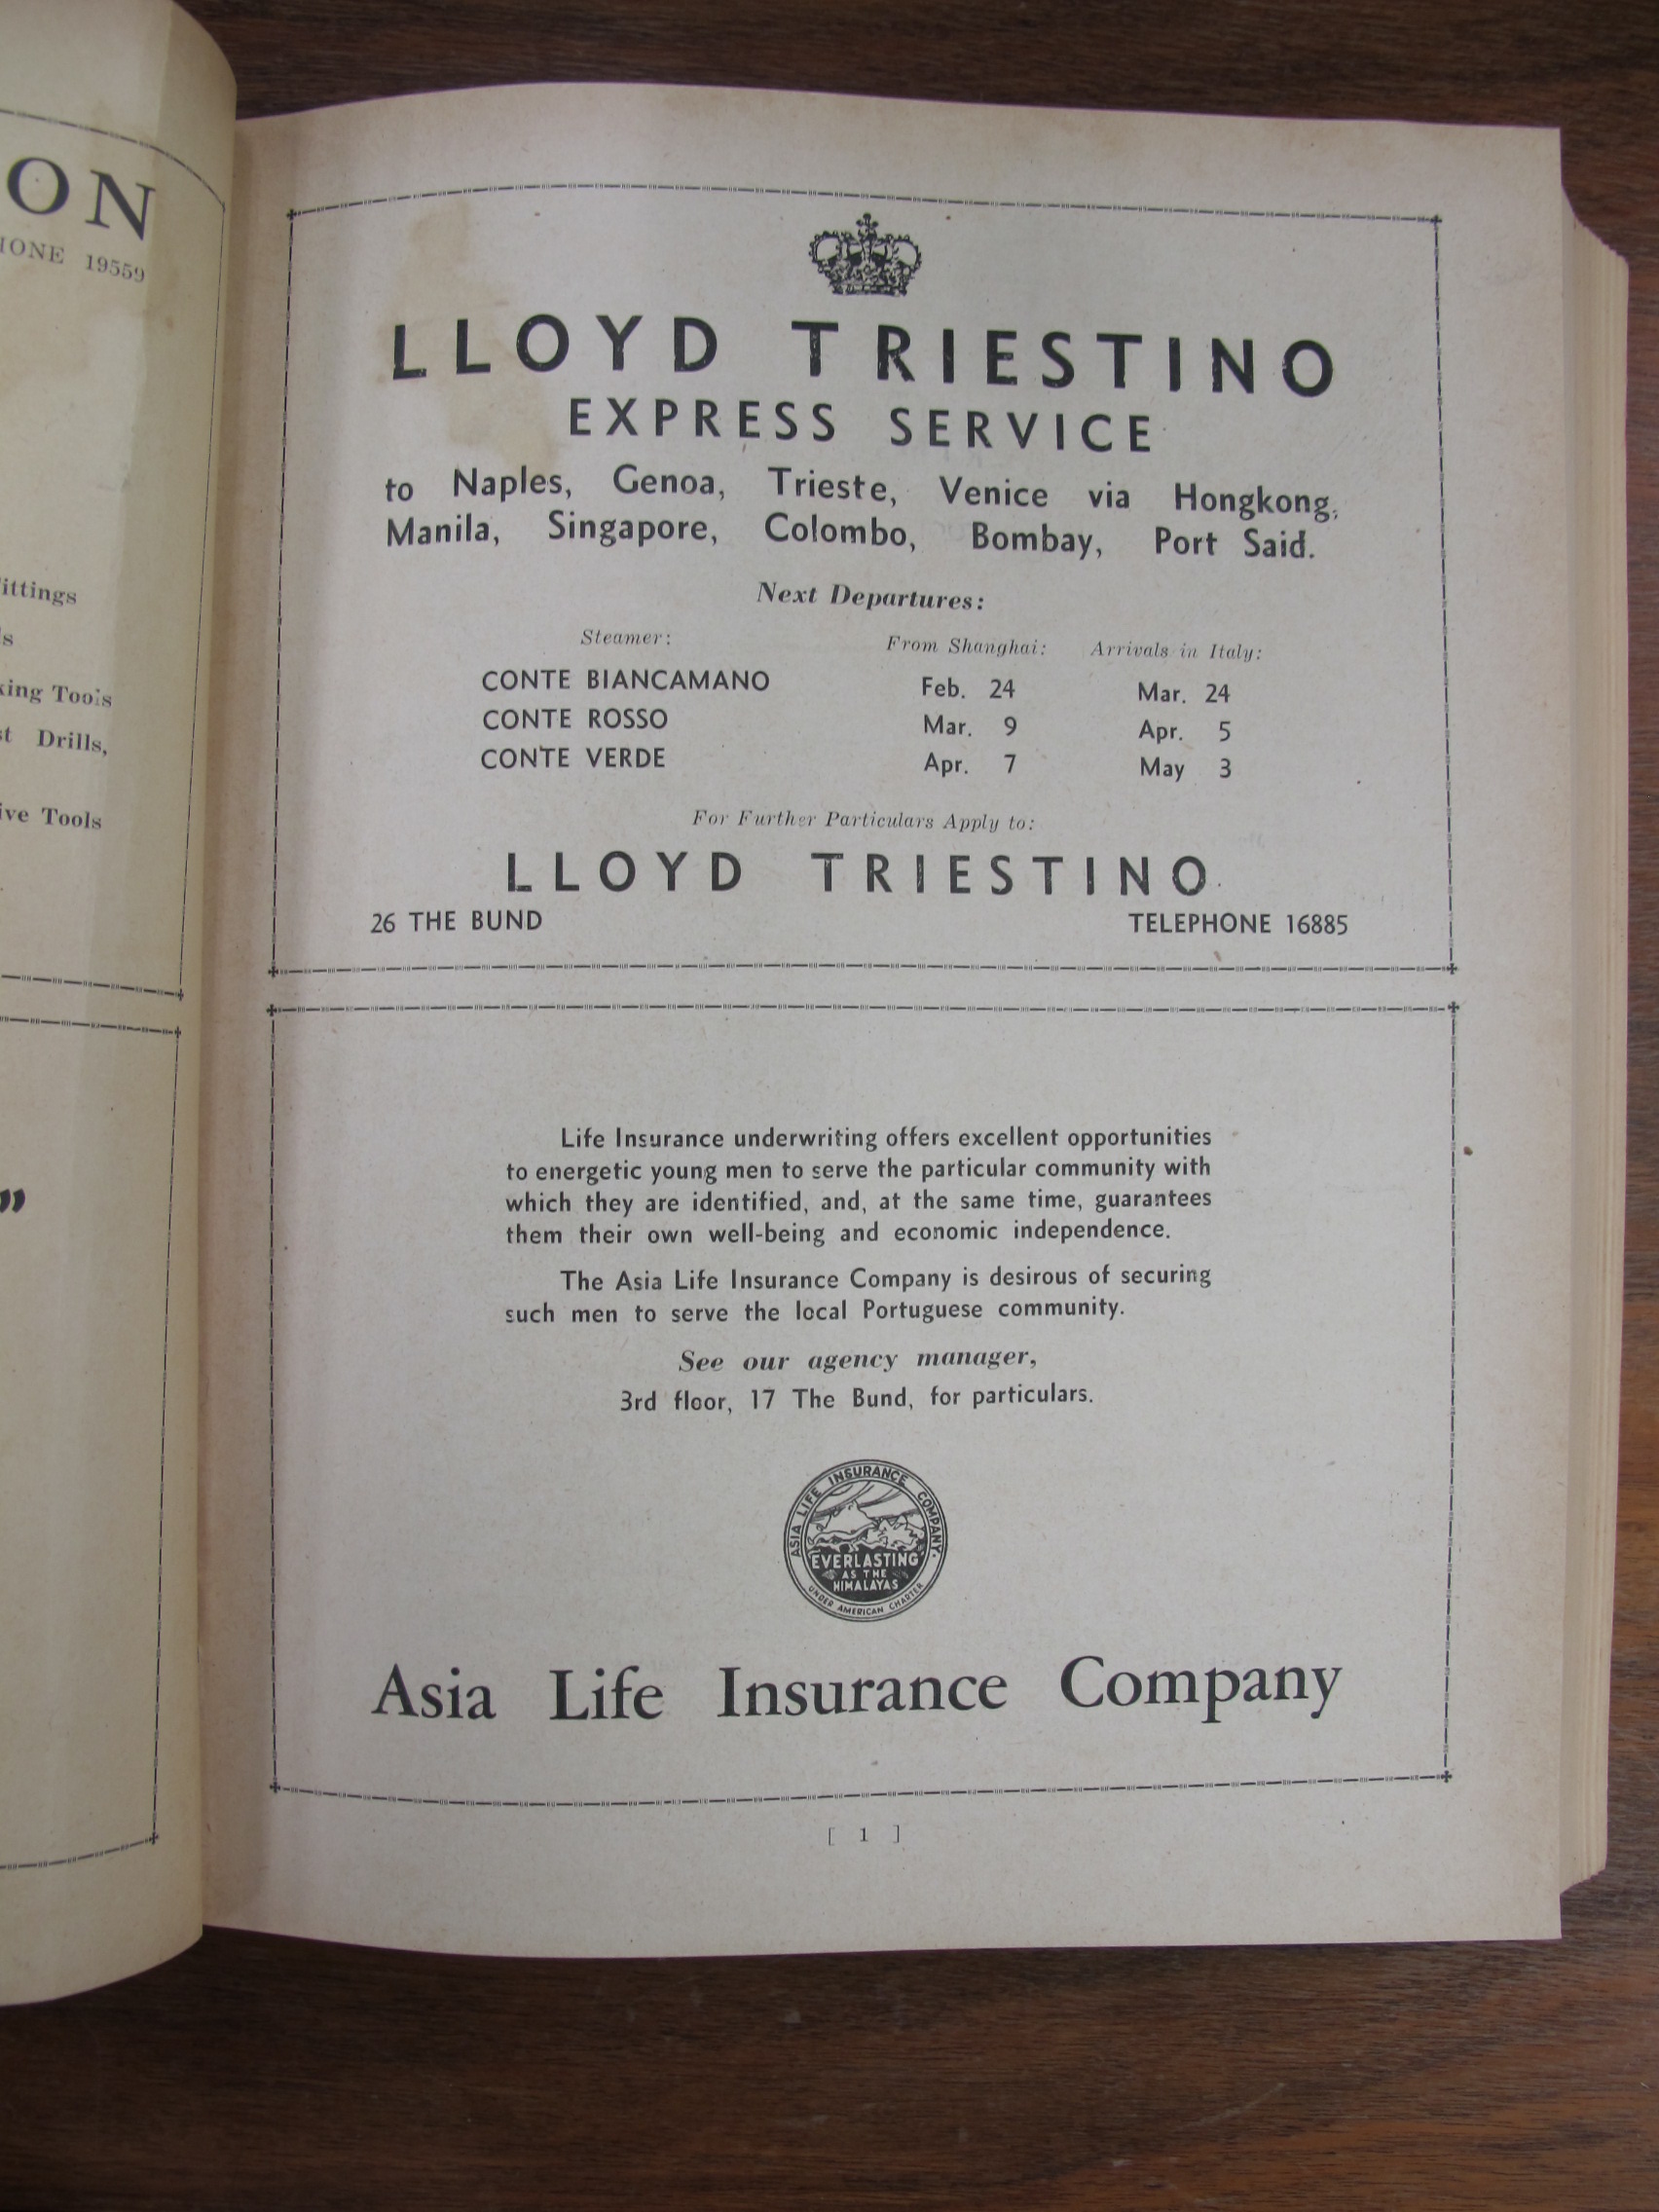 ON
19559
ittings
Tools
Drills,
Tools
”
LLOYD TRIESTINO
EXPRESS SERVICE
to Naples, Genoa, Trieste, Venice via Hongkong,
Manila, Singapore, Colombo, Bombay, Port Said.
Next Departures:
Steamer: From Shanghai: Arrivals in Italy:
CONTE BIANCAMANO Feb. 24 Mar. 24
CONTE ROSSO Mar. 9 Apr. 5
CONTE VERDE Apr. 7 May 3
For Further Particulars Apply to:
LLOYD TRIESTINO
26 THE BUND TELEPHONE 16885
Life Insurance underwriting offers excellent opportunities
to energetic young men to serve the particular community with
which they are identified, and, at the same time, guarantees
them their own well-being and economic independence.
The Asia Life Insurance Company is desirous of securing
such men to serve the local Portuguese community.
See our agency manager,
3rd floor, 17 The Bund, for particulars.
ASIA LIFE INSURANCE COMPANY.
EVERLASTING
AS THE
HIMALAYAS
UNDER AMERICAN CHARTER
Asia Life Insurance Company
[ 1 ]